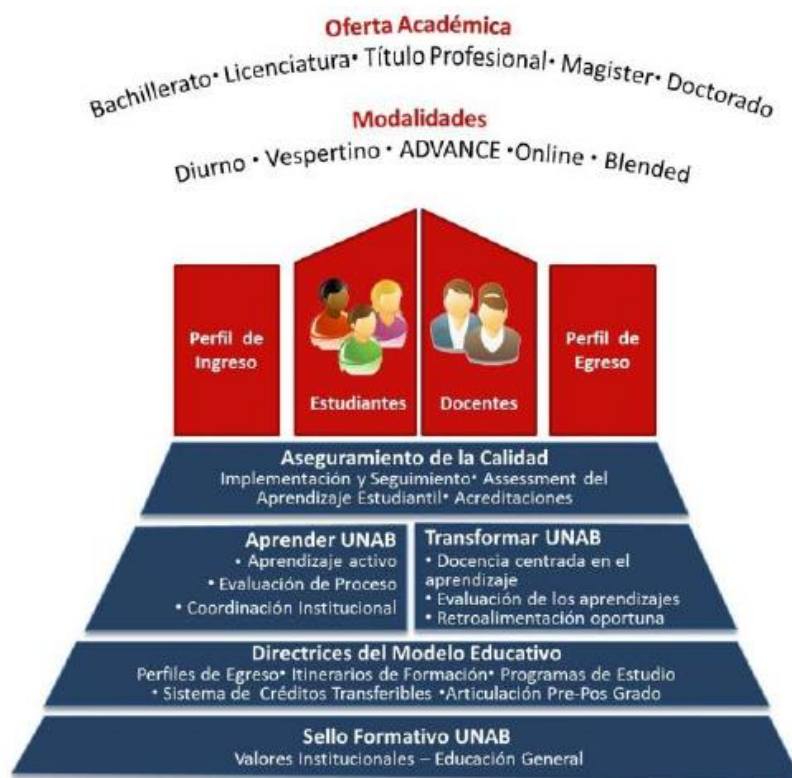 Oferta Académica
Bachillerato• Licenciatura• Título Profesional• Magister• Doctorado
Modalidades
Diurno • Vespertino • ADVANCE •Online • Blended
Perfil de
Ingreso
Estudiantes
Docentes
Perfil de
Egreso
Aseguramiento de la Calidad
Implementación y Seguimiento• Assessment del
Aprendizaje Estudiantil• Acreditaciones
Aprender UNAB
• Aprendizaje activo
• Evaluación de Proceso
• Coordinación Institucional
Transformar UNAB
• Docencia centrada en el
aprendizaje
• Evaluación de los aprendizajes
• Retroalimentación oportuna
Directrices del Modelo Educativo
Perfiles de Egreso• Itinerarios de Formación• Programas de Estudio
• Sistema de Créditos Transferibles •Articulación Pre-Pos Grado
Sello Formativo UNAB
Valores Institucionales – Educación General